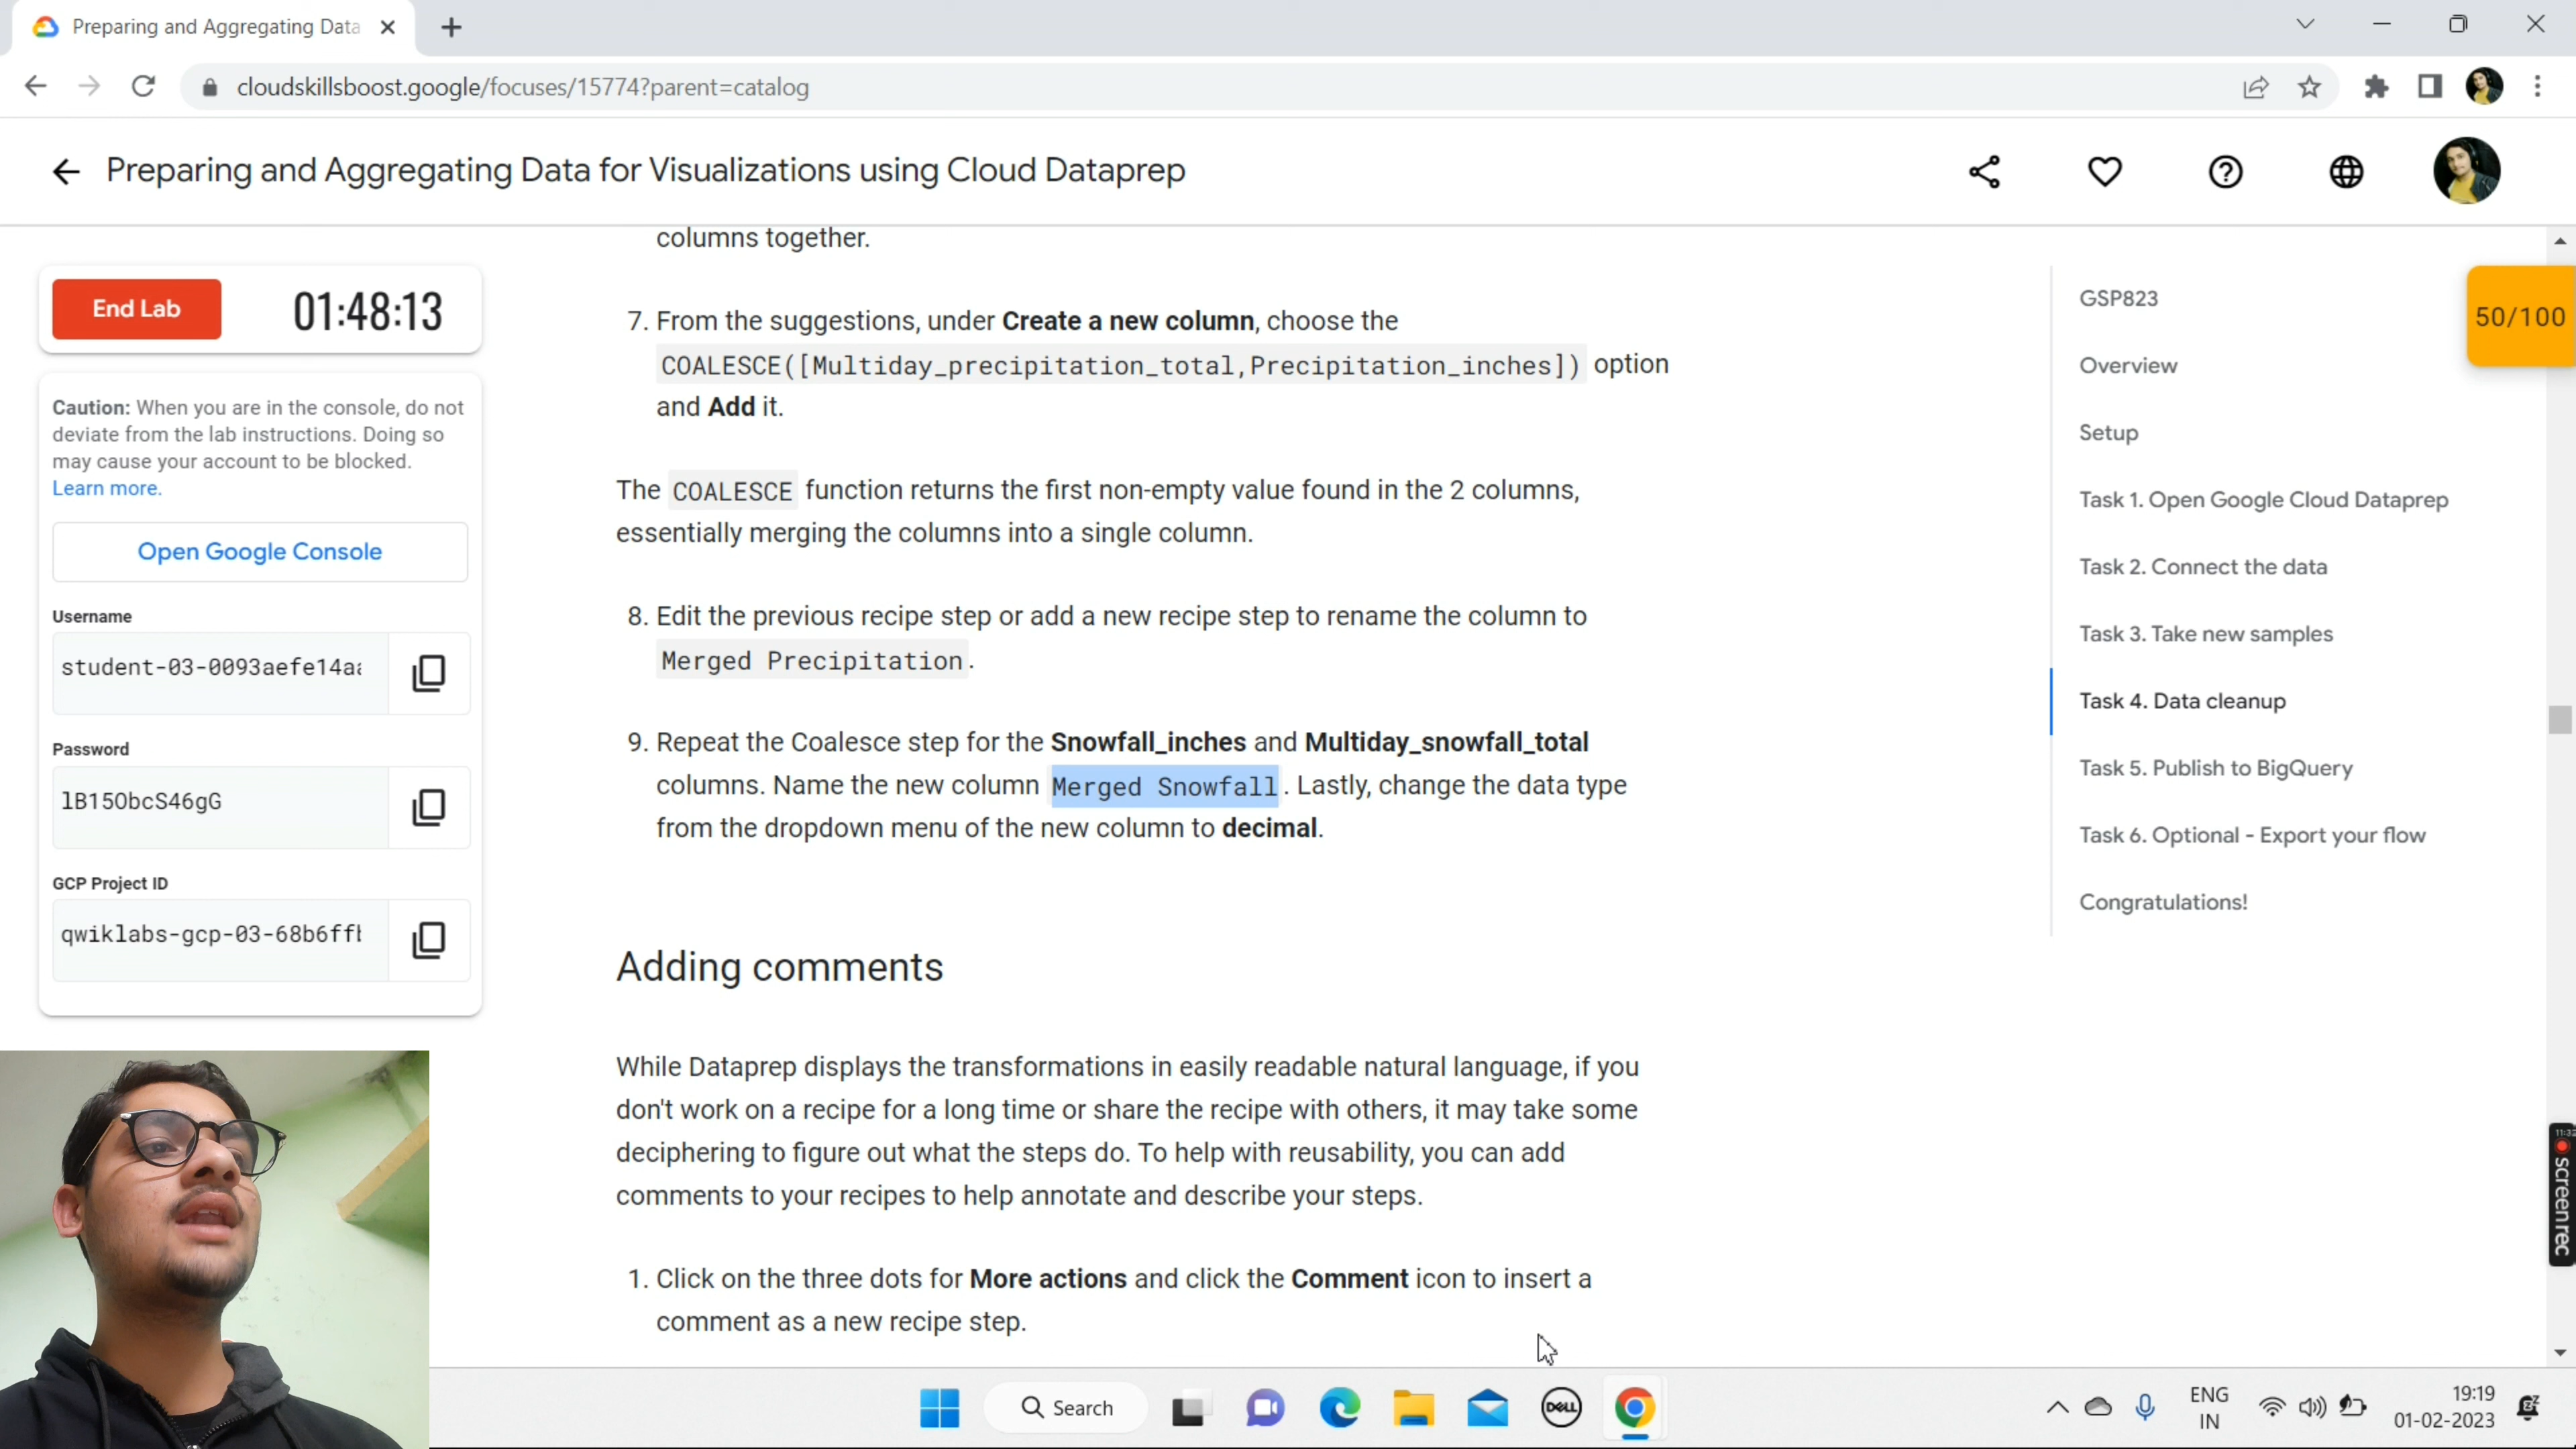 Preparing and Aggregating Data
cloudskillsboost.google/focuses/15774?parent=catalog
Preparing and Aggregating Data for Visualizations using Cloud Dataprep
End Lab
01:48:13
Caution: When you are in the console, do not
deviate from the lab instructions. Doing so
may cause your account to be blocked.
Learn more.
Open Google Console
Username
student-03-0093aefe14aa
Password
lB15ObcS46gG
GCP Project ID
qwiklabs-gcp-03-68b6ff
columns together.
7. From the suggestions, under Create a new column, choose the
COALESCE([Multiday_precipitation_total,Precipitation_inches]) option
and Add it.
The COALESCE function returns the first non-empty value found in the 2 columns,
essentially merging the columns into a single column.
8. Edit the previous recipe step or add a new recipe step to rename the column to
Merged Precipitation.
9. Repeat the Coalesce step for the Snowfall_inches and Multiday_snowfall_total
columns. Name the new column Merged Snowfall. Lastly, change the data type
from the dropdown menu of the new column to decimal.
Adding comments
While Dataprep displays the transformations in easily readable natural language, if you
don't work on a recipe for a long time or share the recipe with others, it may take some
deciphering to figure out what the steps do. To help with reusability, you can add
comments to your recipes to help annotate and describe your steps.
1. Click on the three dots for More actions and click the Comment icon to insert a
comment as a new recipe step.
GSP823
Overview
Setup
Task 1. Open Google Cloud Dataprep
Task 2. Connect the data
Task 3. Take new samples
Task 4. Data cleanup
Task 5. Publish to BigQuery
Task 6. Optional - Export your flow
Congratulations!
50/100
11:32
screenrec
Search
DELL
ENG
IN
19:19
01-02-2023